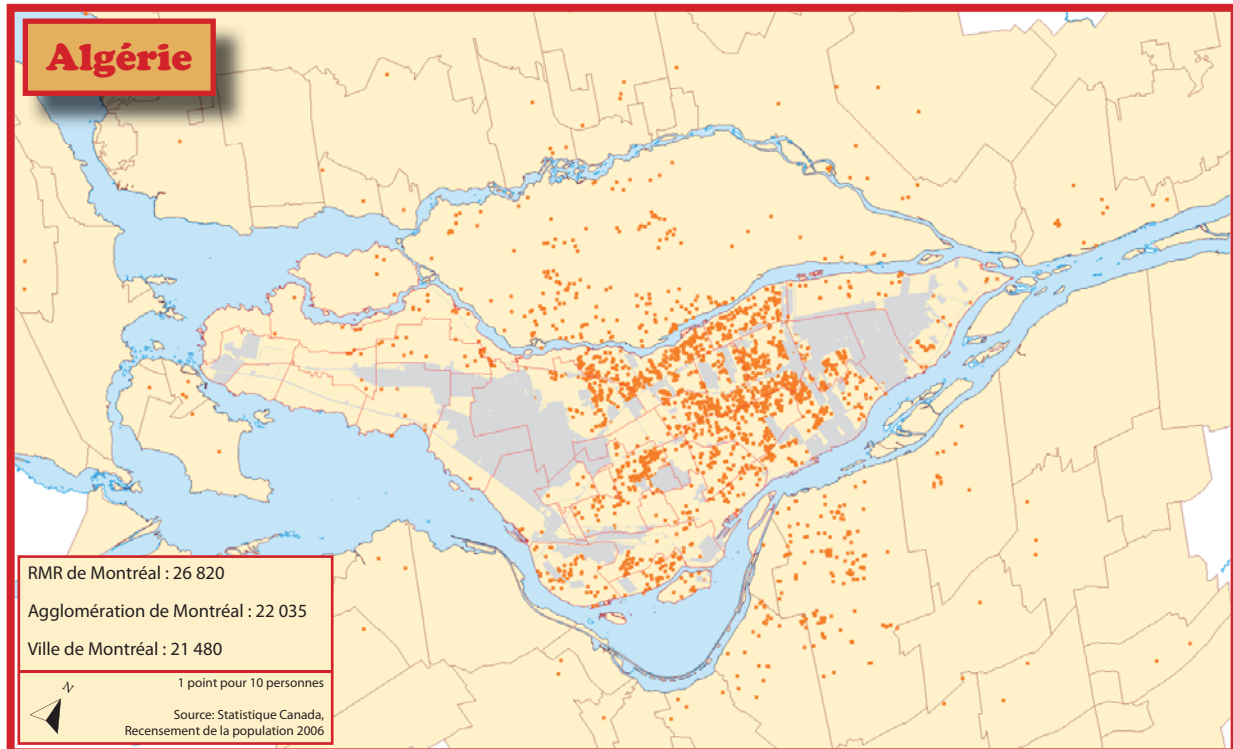 Algérie
RMR de Montréal : 26 820
Agglomération de Montréal : 22 035
Ville de Montréal : 21 480
N
1 point pour 10 personnes
Source: Statistique Canada,
Recensement de la population 2006